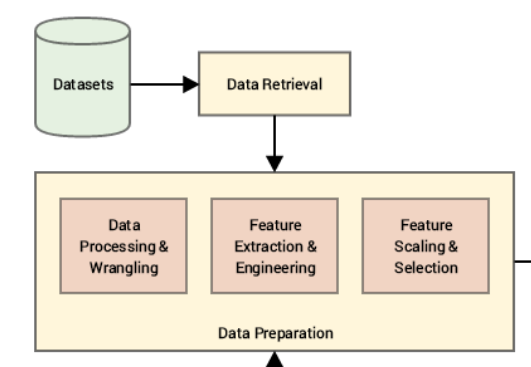 Datasets
Data Retrieval
Data
Processing &
Wrangling
Feature
Extraction &
Engineering
Feature
Scaling &
Selection
Data Preparation